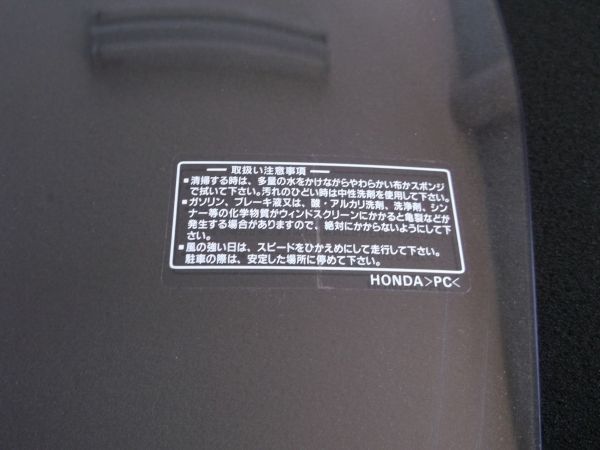 取扱い注意事項
■清掃する時は、多量の水をかけながらやわらかい布かスポンジ
で拭いて下さい。汚れのひどい時は中性洗剤を使用して下さい。
■ガソリン、ブレーキ液又は、酸・アルカリ洗剤、洗浄剤、シン
ナー等の化学物質がウィンドスクリーンにかかると亀裂などが
発生する場合がありますので、絶対にかからないようにして下
さい。
■風の強い日は、スピードをひかえめにして走行して下さい。
駐車の際は、安定した場所に停めて下さい。
HONDA >PC<